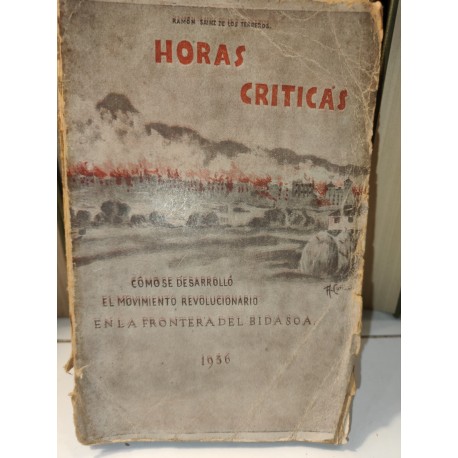 RAMÓN SAINZ DE LOS TERREROS.
HORAS
CRITICAS
CÓMO SE DESARROLLÓ
EL MOVIMIENTO REVOLUCIONARIO
EN LA FRONTERA DEL BIDASOA
1936